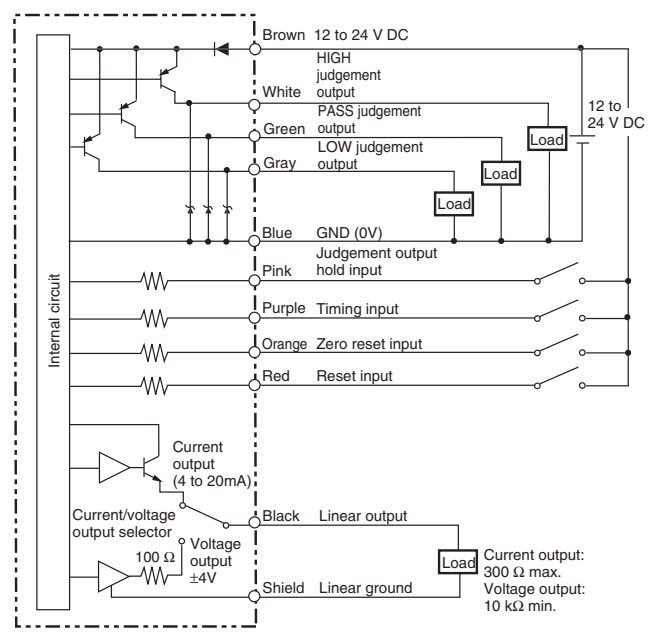 Brown 12 to 24 V DC
HIGH
judgement
output
White
PASS judgement
output
Green
LOW judgement
output
Gray
Load
Load
Load
12 to
24 V DC
Blue GND (0V)
Judgement output
hold input
Pink
Purple Timing input
Orange Zero reset input
Red Reset input
Internal circuit
Current
output
(4 to 20mA)
Current/voltage
output selector
Black Linear output
100 Ω
Voltage
output
±4V
Shield Linear ground
Load
Current output:
300 Ω max.
Voltage output:
10 kΩ min.